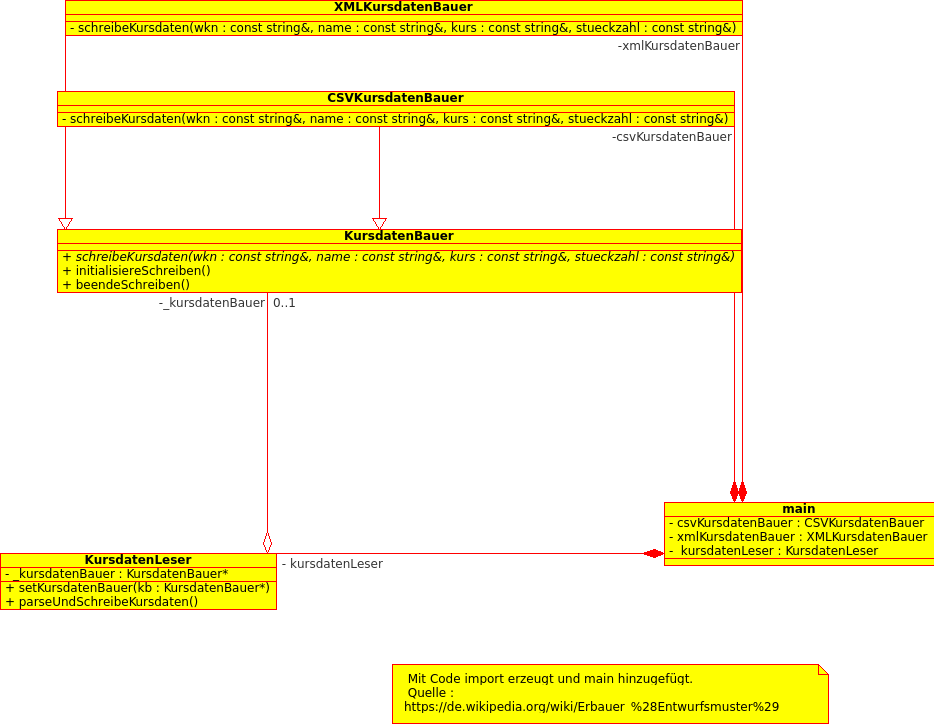 XMLKursdatenBauer
- schreibeKursdaten(wkn : const string&, name : const string&, kurs : const string&, stueckzahl : const string&)
-xmlKursdatenBauer
CSVKursdatenBauer
- schreibeKursdaten(wkn : const string&, name : const string&, kurs : const string&, stueckzahl : const string&)
-csvKursdatenBauer
KursdatenBauer
+ schreibeKursdaten(wkn : const string&, name : const string&, kurs : const string&, stueckzahl : const string&)
+ initialisiereSchreiben()
+ beendeSchreiben()
-_kursdatenBauer 0..1
main
- csvKursdatenBauer : CSVKursdatenBauer
- xmlKursdatenBauer : XMLKursdatenBauer
- kursdatenLeser : KursdatenLeser
KursdatenLeser
- _kursdatenBauer : KursdatenBauer*
+ setKursdatenBauer(kb : KursdatenBauer*)
+ parseUndSchreibeKursdaten()
- kursdatenLeser
Mit Code import erzeugt und main hinzugefügt.
Quelle :
https://de.wikipedia.org/wiki/Erbauer_%28Entwurfsmuster%29